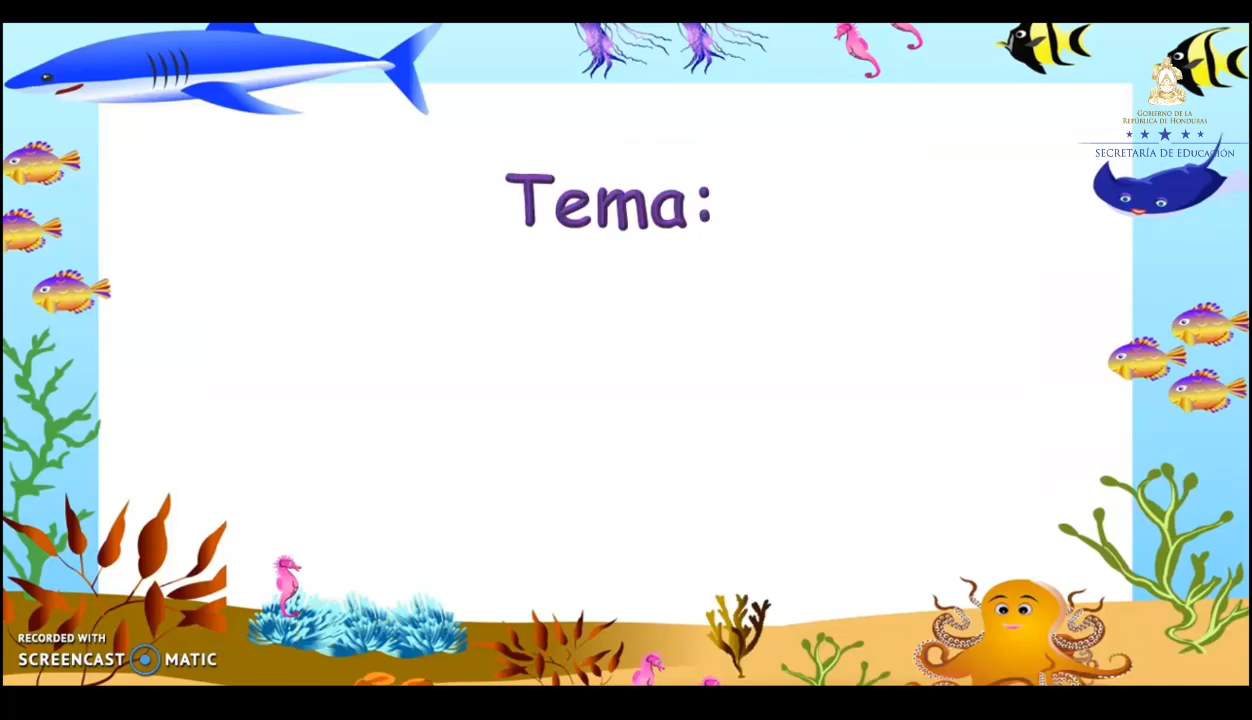 Tema:
GOBIERNO DE LA
REPÚBLICA DE HONDURAS
SECRETARÍA DE EDUCACIÓN
RECORDED WITH
SCREENCAST MATIC